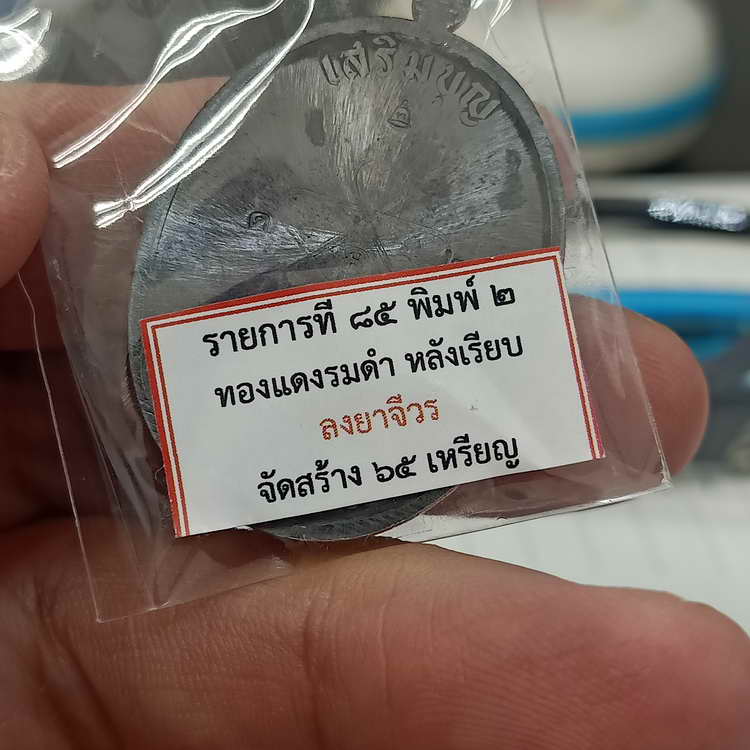 เสริมบุญ
๒
รายการที่ ๘๕ พิมพ์ ๒
ทองแดงรมดำ หลังเรียบ
ลงยาจีวร
จัดสร้าง ๖๕ เหรียญ